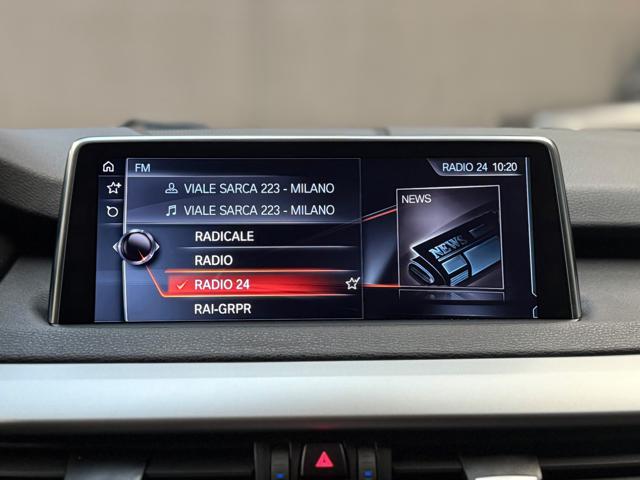 FM
RADIO 24 10:20
VIALE SARCA 223 - MILANO
VIALE SARCA 223 - MILANO
RADICALE
RADIO
RADIO 24
RAI-GRPR
NEWS
NEWS